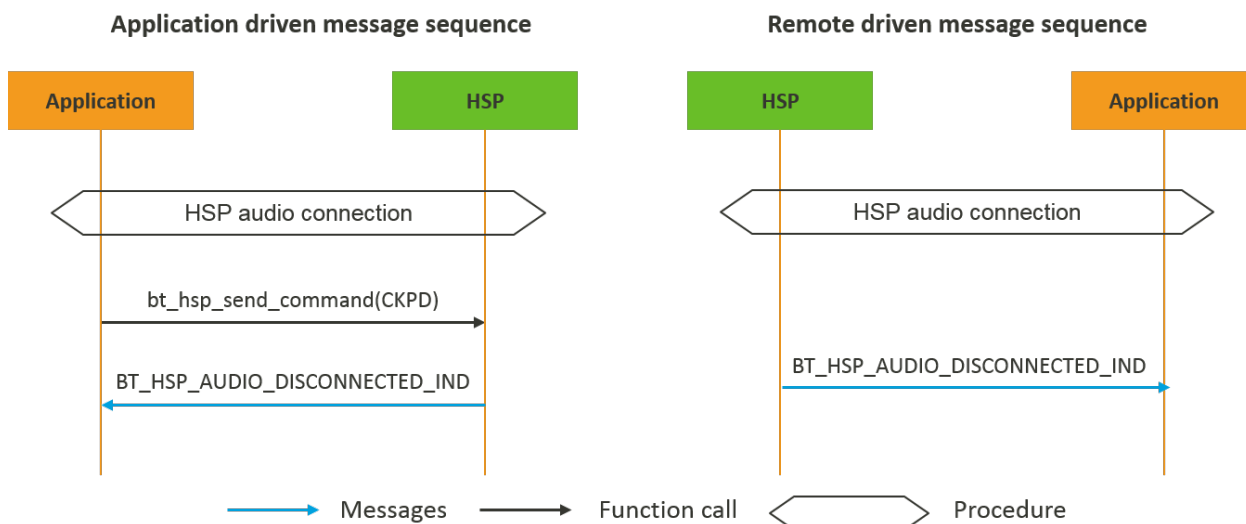 Application driven message sequence
Remote driven message sequence
Application
HSP
HSP
Application
HSP audio connection
HSP audio connection
bt_hsp_send_command(CKPD)
BT_HSP_AUDIO_DISCONNECTED_IND
BT_HSP_AUDIO_DISCONNECTED_IND
Messages
Function call
Procedure